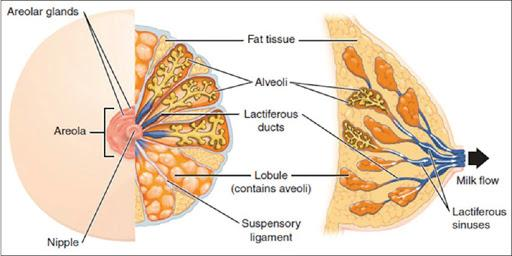 Areolar glands
Areola
Nipple
Fat tissue
Alveoli
Lactiferous
ducts
Lobule
(contains aveoli)
Suspensory
ligament
Milk flow
Lactiferous
sinuses